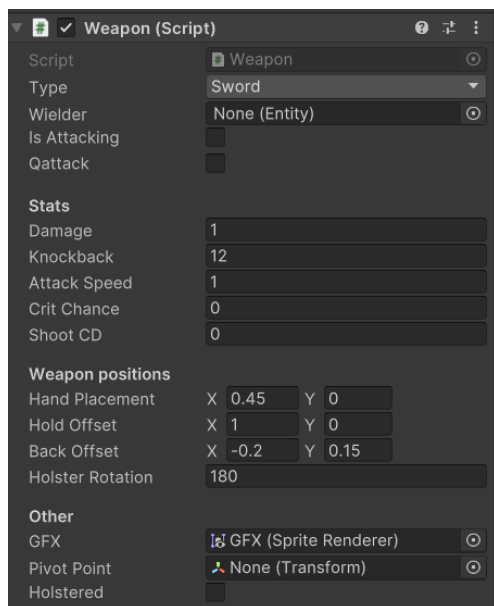 Weapon (Script)
Script Weapon
Type Sword
Wielder None (Entity)
Is Attacking
Qattack
Stats
Damage 1
Knockback 12
Attack Speed 1
Crit Chance 0
Shoot CD 0
Weapon positions
Hand Placement X 0.45 Y 0
Hold Offset X 1 Y 0
Back Offset X -0.2 Y 0.15
Holster Rotation 180
Other
GFX GFX (Sprite Renderer)
Pivot Point None (Transform)
Holstered